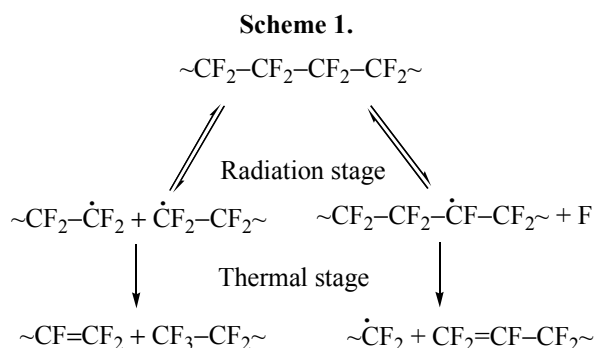 Scheme 1.
~CF₂–CF₂–CF₂–CF₂~
Radiation stage
~CF₂–ĊF₂ + ĊF₂–CF₂~ ~CF₂–CF₂–ĊF–CF₂~ + F
Thermal stage
~CF=CF₂ + CF₃–CF₂~ ~ĊF₂ + CF₂=CF–CF₂~